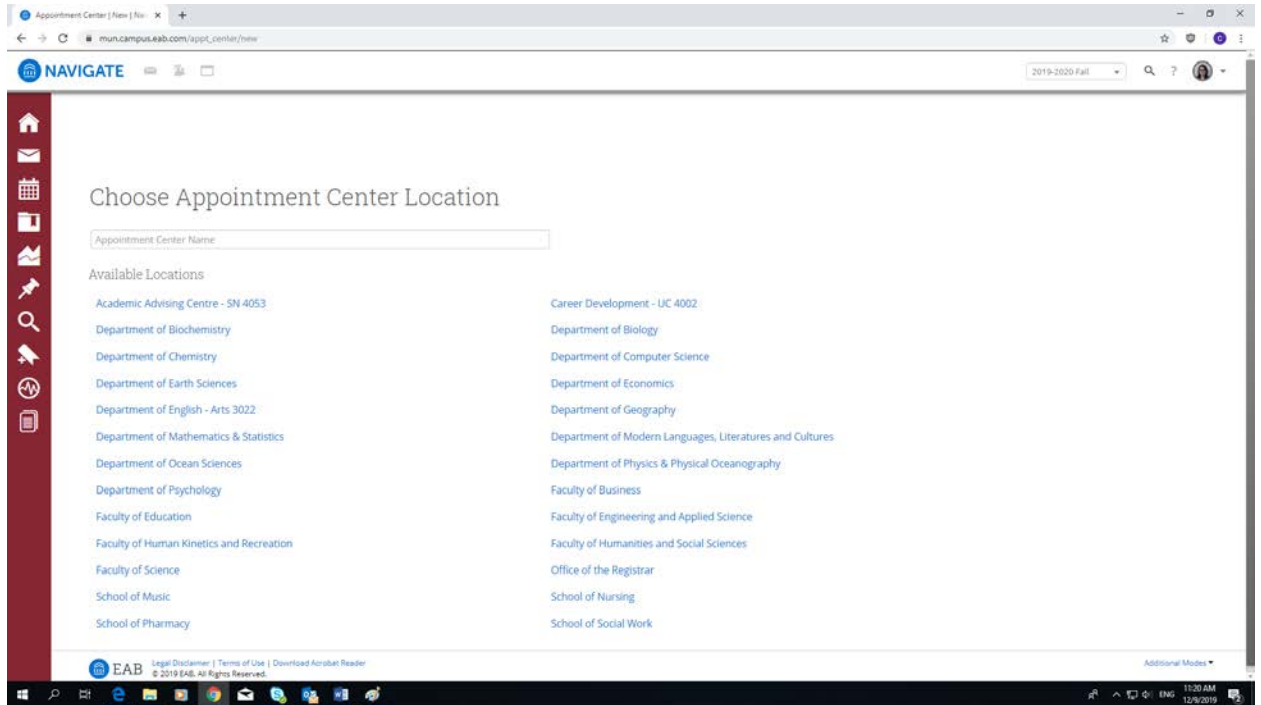 Appointment Center | New | Nav
mun.campus.eab.com/appt_center/new
NAVIGATE
2019-2020 Fall
?
Choose Appointment Center Location
Appointment Center Name
Available Locations
Academic Advising Centre - SN 4053
Career Development - UC 4002
Department of Biochemistry
Department of Biology
Department of Chemistry
Department of Computer Science
Department of Earth Sciences
Department of Economics
Department of English - Arts 3022
Department of Geography
Department of Mathematics & Statistics
Department of Modern Languages, Literatures and Cultures
Department of Ocean Sciences
Department of Physics & Physical Oceanography
Department of Psychology
Faculty of Business
Faculty of Education
Faculty of Engineering and Applied Science
Faculty of Human Kinetics and Recreation
Faculty of Humanities and Social Sciences
Faculty of Science
Office of the Registrar
School of Music
School of Nursing
School of Pharmacy
School of Social Work
EAB
Legal Disclaimer | Terms of Use | Download Acrobat Reader
© 2019 EAB. All Rights Reserved.
Additional Modes
ENG
11:20 AM
12/9/2019